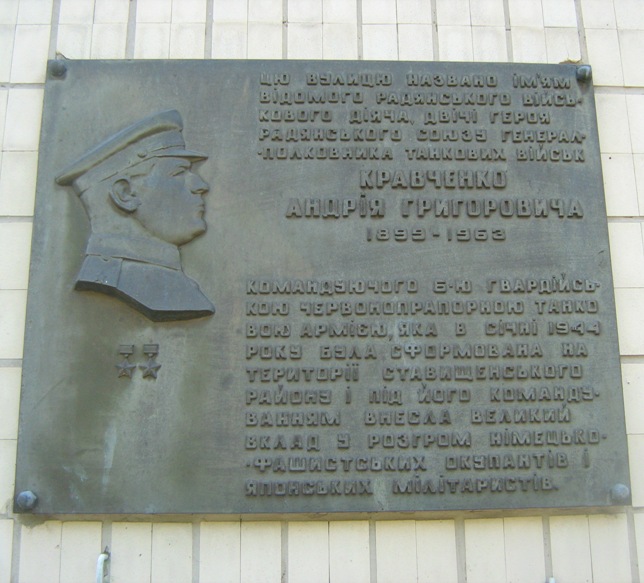 ЦЮ ВУЛИЦЮ НАЗВАНО ІМ'ЯМ
ВІДОМОГО РАДЯНСЬКОГО ВІЙСЬ-
КОВОГО ДІЯЧА, ДВІЧІ ГЕРОЯ
РАДЯНСЬКОГО СОЮЗУ ГЕНЕРАЛ-
-ПОЛКОВНИКА ТАНКОВИХ ВІЙСЬК
КРАВЧЕНКО
АНДРІЯ ГРИГОРОВИЧА
1899 - 1963
КОМАНДУЮЧОГО 6-Ю ГВАРДІЙСЬ-
КОЮ ЧЕРВОНОПРАПОРНОЮ ТАНКО
ВОЮ АРМІЄЮ, ЯКА В СІЧНІ 1944
РОКУ БУЛА СФОРМОВАНА НА
ТЕРИТОРІЇ СТАВИЩЕНСЬКОГО
РАЙОНУ І ПІД ЙОГО КОМАНДУ-
ВАННЯМ ВНЕСЛА ВЕЛИКИЙ
ВКЛАД У РОЗГРОМ НІМЕЦЬКО-
-ФАШИСТСЬКИХ ОКУПАНТІВ І
ЯПОНСЬКИХ МІЛІТАРИСТІВ.